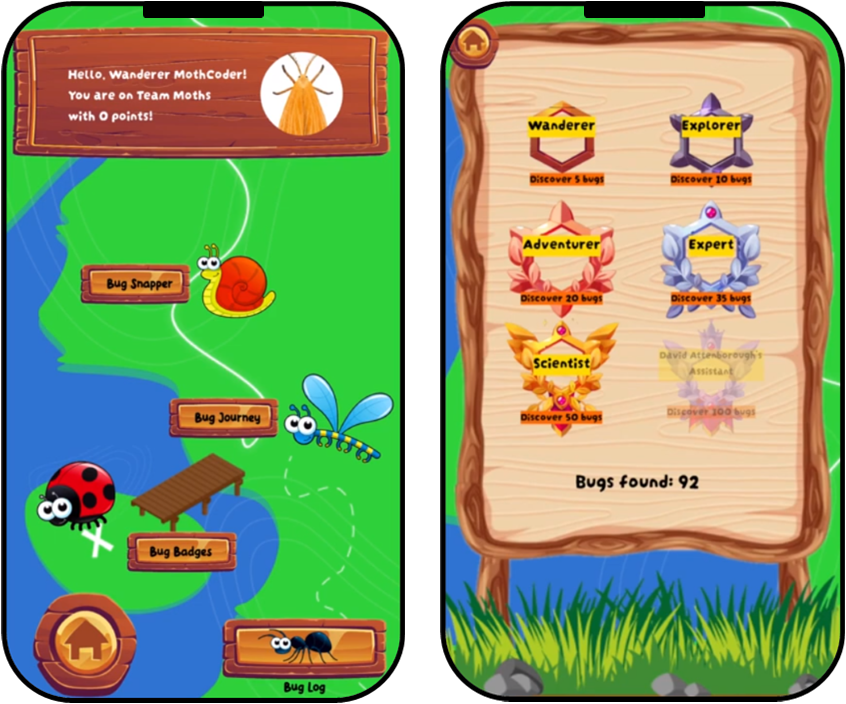 Hello, Wanderer MothCoder!
You are on Team Moths
with 0 points!
Bug Snapper
Bug Journey
Bug Badges
Bug Log
Wanderer
Discover 5 bugs
Explorer
Discover 10 bugs
Adventurer
Discover 20 bugs
Expert
Discover 35 bugs
Scientist
Discover 50 bugs
David Attenborough's
Assistant
Discover 100 bugs
Bugs found: 92